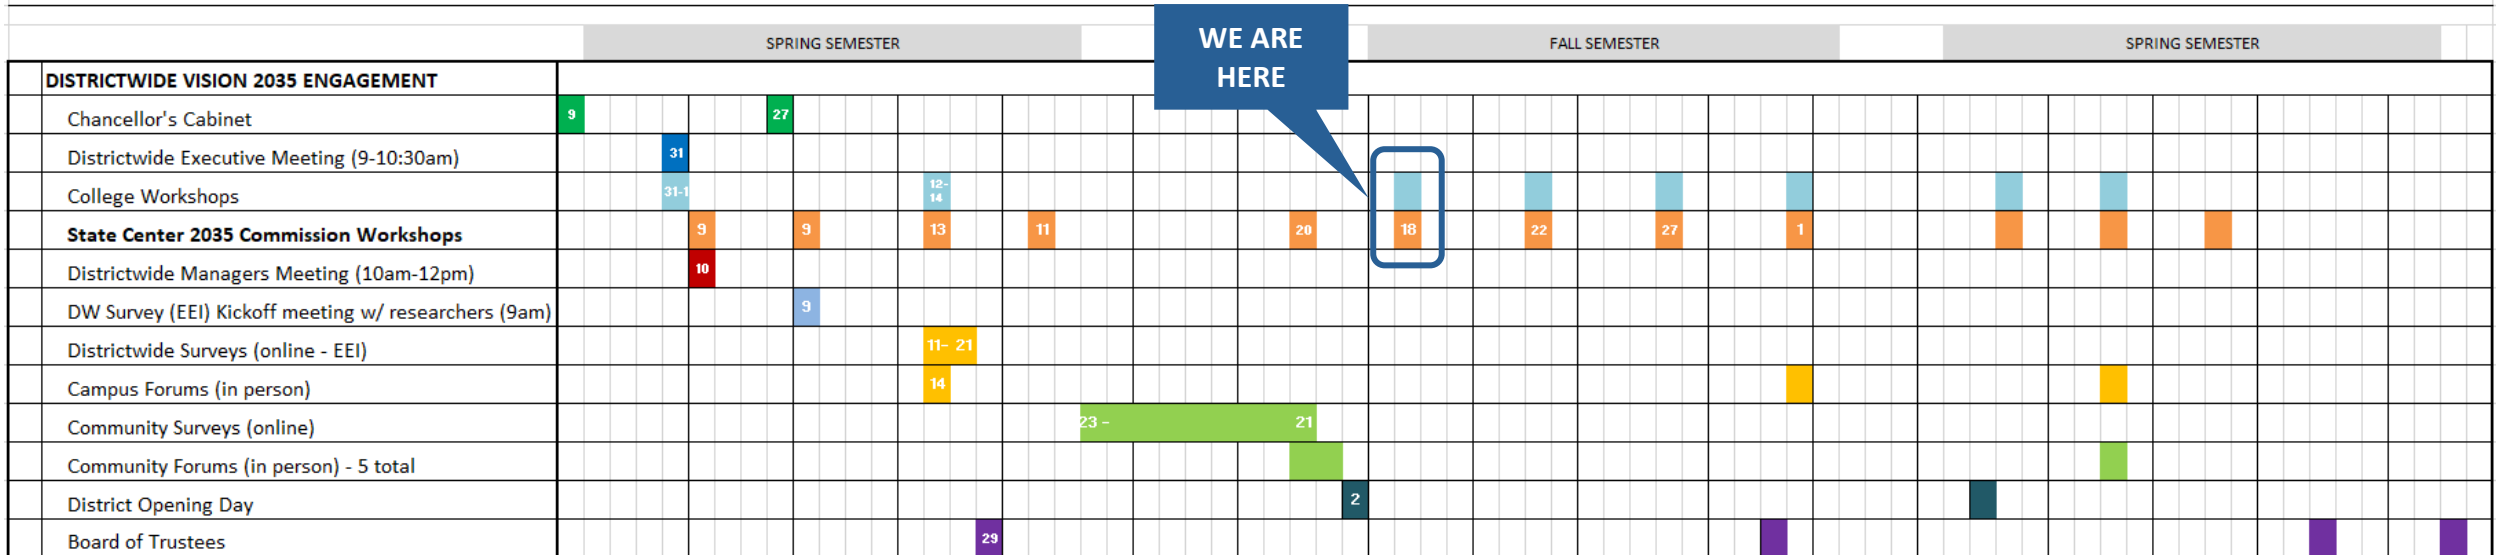 WE ARE
HERE
SPRING SEMESTER FALL SEMESTER SPRING SEMESTER
DISTRICTWIDE VISION 2035 ENGAGEMENT
Chancellor's Cabinet 9 27
Districtwide Executive Meeting (9-10:30am) 31
College Workshops 31-1 12-14
State Center 2035 Commission Workshops 9 9 13 11 20 18 22 27 1
Districtwide Managers Meeting (10am-12pm) 10
DW Survey (EEI) Kickoff meeting w/ researchers (9am) 9
Districtwide Surveys (online - EEI) 11- 21
Campus Forums (in person) 14
Community Surveys (online) 23 – 21
Community Forums (in person) - 5 total
District Opening Day 2
Board of Trustees 29